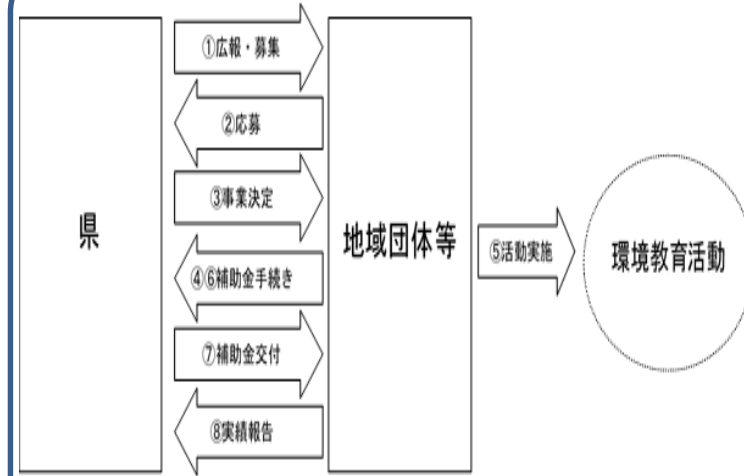 ①広報・募集
②応募
③事業決定
県
地域団体等
⑤活動実施
環境教育活動
④⑥補助金手続き
⑦補助金交付
⑧実績報告